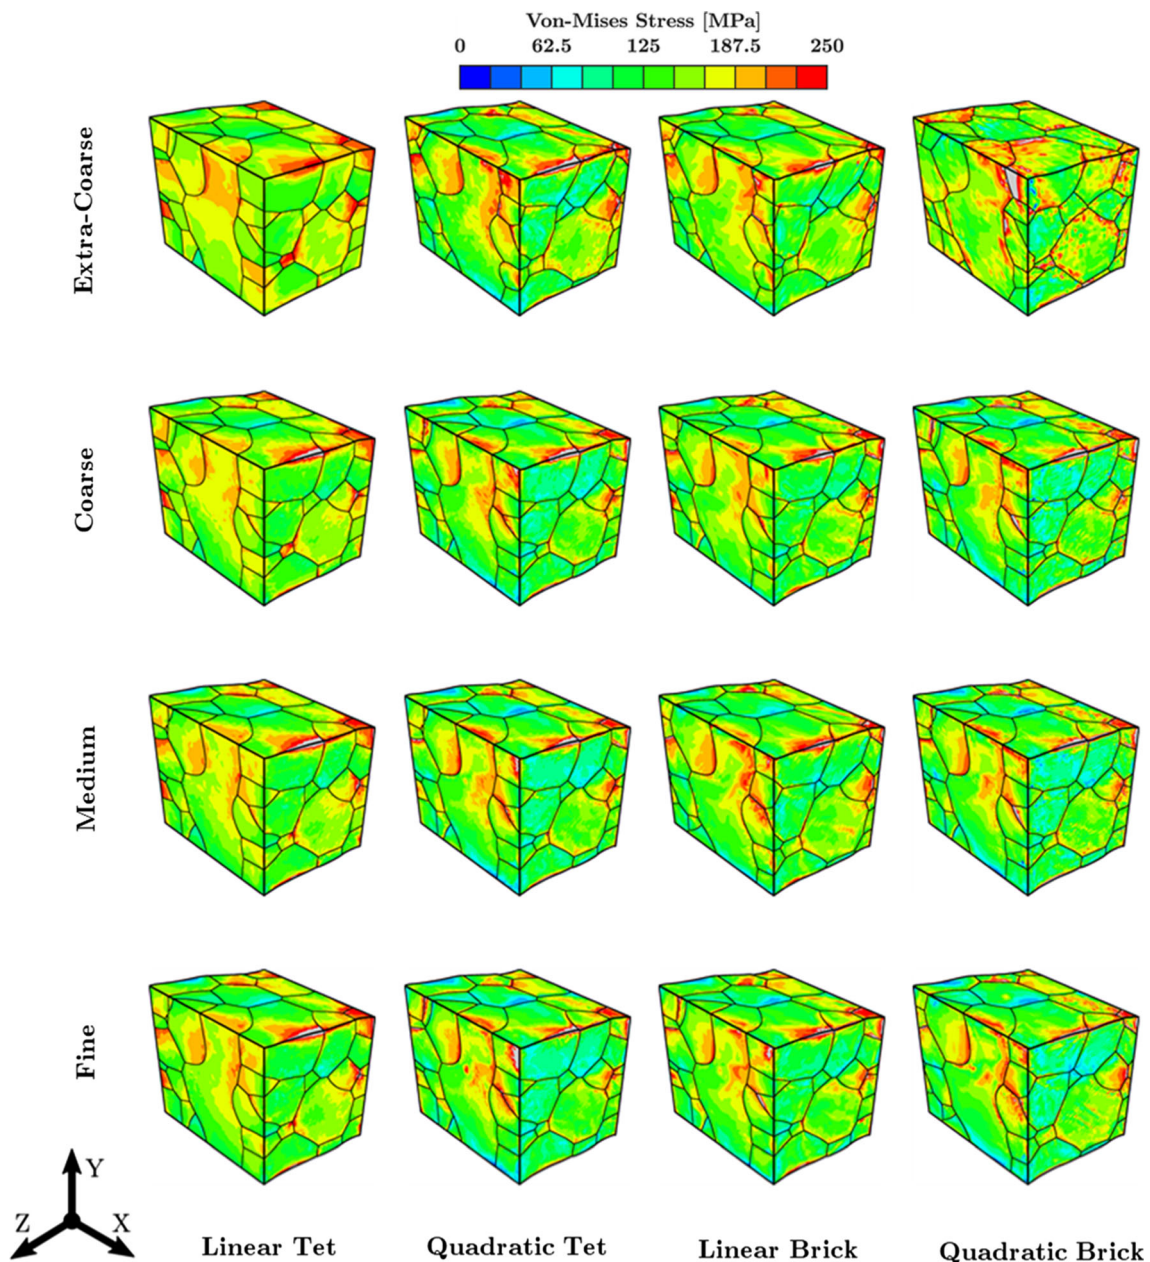 Von-Mises Stress [MPa]
0 62.5 125 187.5 250
Extra-Coarse
Coarse
Medium
Fine
Y
Z X
Linear Tet Quadratic Tet Linear Brick Quadratic Brick